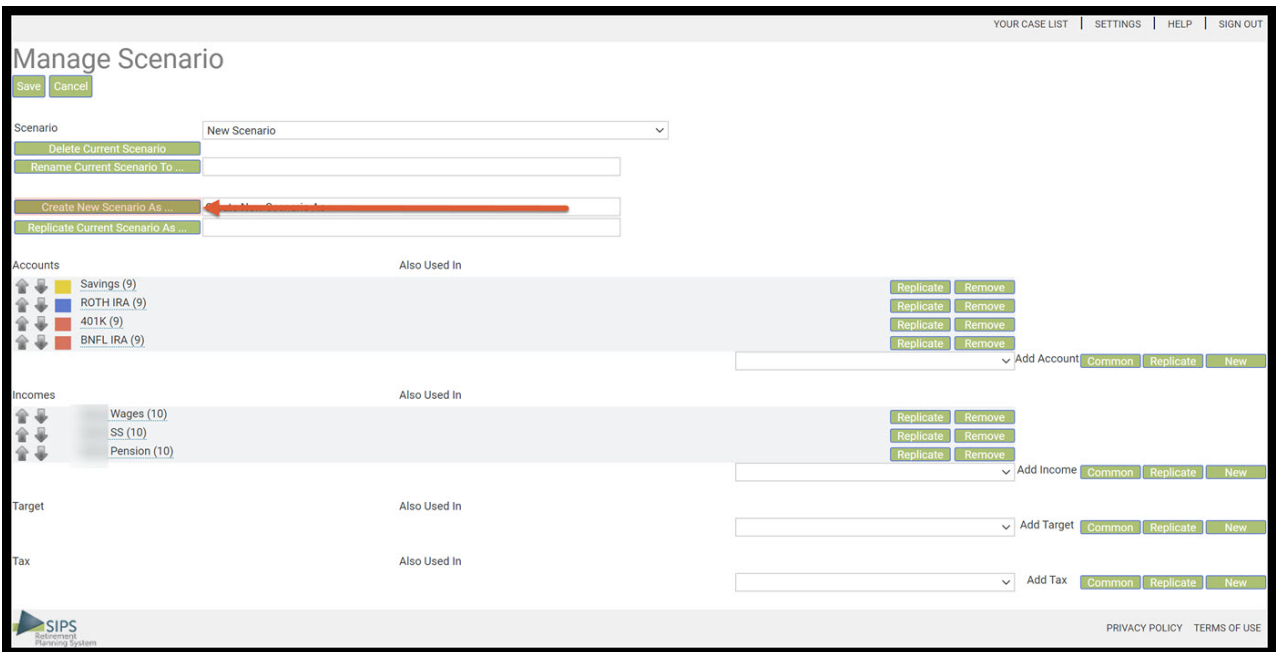 YOUR CASE LIST | SETTINGS | HELP | SIGN OUT
Manage Scenario
Save Cancel
Scenario New Scenario
Delete Current Scenario
Rename Current Scenario To ...
Create New Scenario As ... Create New Scenario As
Replicate Current Scenario As ...
Accounts Also Used In
Savings (9) Replicate Remove
ROTH IRA (9) Replicate Remove
401K (9) Replicate Remove
BNFL IRA (9) Replicate Remove
Add Account Common Replicate New
Incomes Also Used In
Wages (10) Replicate Remove
SS (10) Replicate Remove
Pension (10) Replicate Remove
Add Income Common Replicate New
Target Also Used In
Add Target Common Replicate New
Tax Also Used In
Add Tax Common Replicate New
SIPS
Retirement
Planning System
PRIVACY POLICY TERMS OF USE